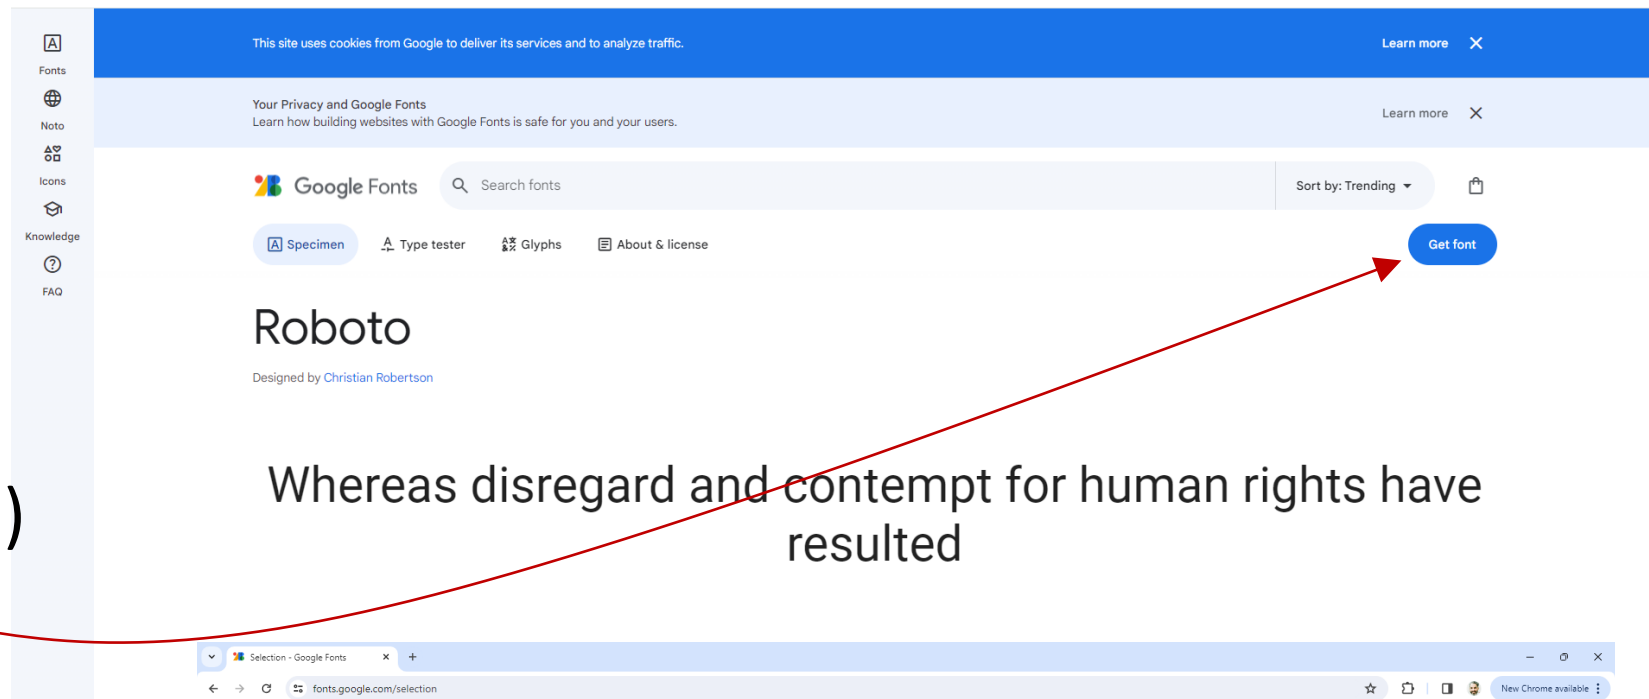 This site uses cookies from Google to deliver its services and to analyze traffic.
Learn more
Fonts
Your Privacy and Google Fonts
Learn how building websites with Google Fonts is safe for you and your users.
Learn more
Noto
Icons
Google Fonts
Search fonts
Sort by: Trending
Knowledge
Specimen
Type tester
Glyphs
About & license
Get font
FAQ
Roboto
Designed by Christian Robertson
Whereas disregard and contempt for human rights have
resulted
)
Selection - Google Fonts
fonts.google.com/selection
New Chrome available